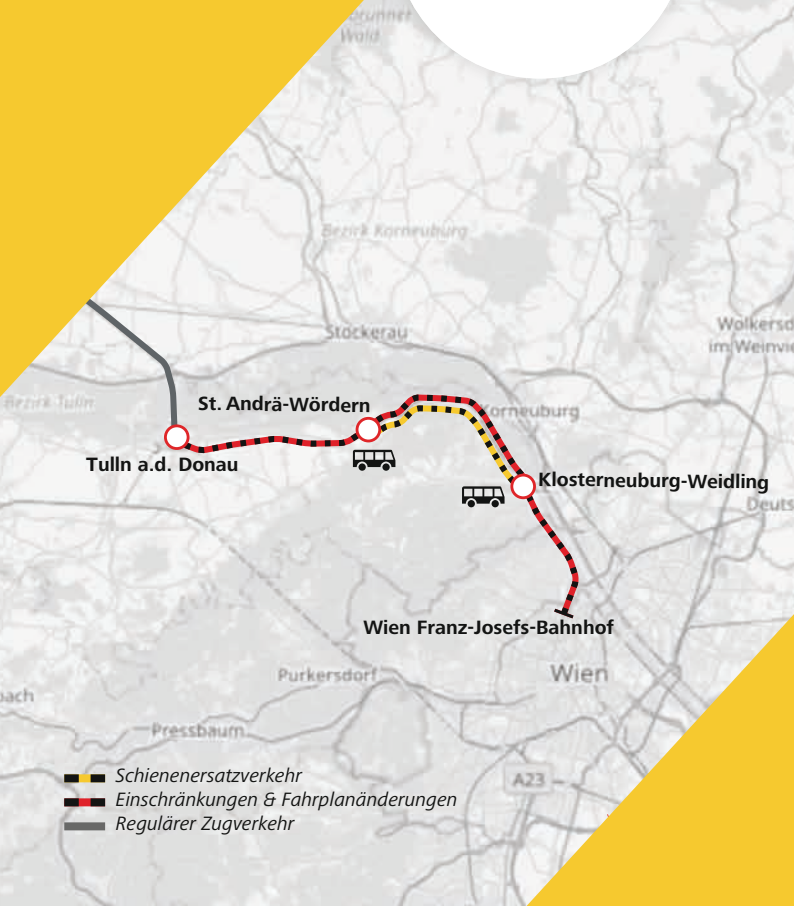 Wald
Bezirk Korneuburg
Stockerau
Wolkersd
im Weinvie
Bezirk Tulln
St. Andrä-Wördern
Korneuburg
Tulln a.d. Donau
Klosterneuburg-Weidling
Deuts
Wien Franz-Josefs-Bahnhof
Purkersdorf
Wien
bach
Pressbaum
A23
Schienenersatzverkehr
Einschränkungen & Fahrplanänderungen
Regulärer Zugverkehr